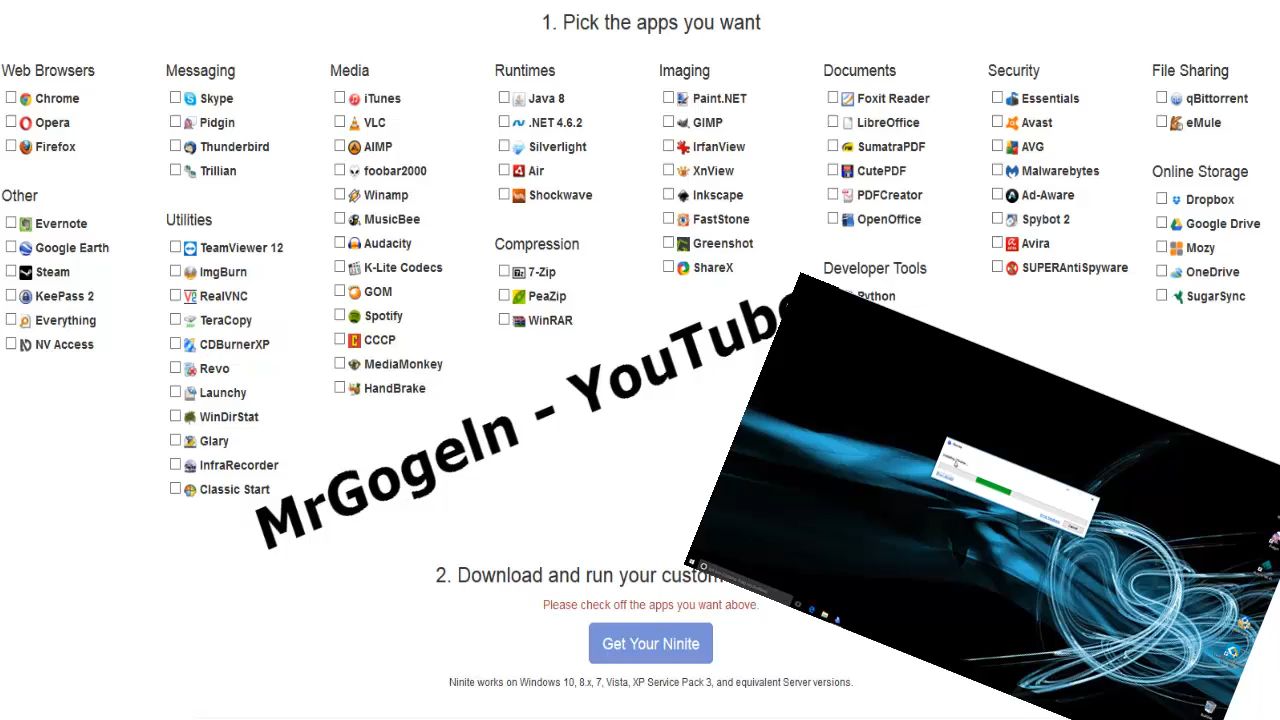 1. Pick the apps you want
Web Browsers
Chrome
Opera
Firefox
Other
Evernote
Google Earth
Steam
KeePass 2
Everything
NV Access
Messaging
Skype
Pidgin
Thunderbird
Trillian
Utilities
TeamViewer 12
ImgBurn
RealVNC
TeraCopy
CDBurnerXP
Revo
Launchy
WinDirStat
Glary
InfraRecorder
Classic Start
Media
iTunes
VLC
AIMP
foobar2000
Winamp
MusicBee
Audacity
K-Lite Codecs
GOM
Spotify
CCCP
MediaMonkey
HandBrake
Runtimes
Java 8
.NET 4.6.2
Silverlight
Air
Shockwave
Compression
7-Zip
PeaZip
WinRAR
Imaging
Paint.NET
GIMP
IrfanView
XnView
Inkscape
FastStone
Greenshot
ShareX
Documents
Foxit Reader
LibreOffice
SumatraPDF
CutePDF
PDFCreator
OpenOffice
Developer Tools
Python
Security
Essentials
Avast
AVG
Malwarebytes
Ad-Aware
Spybot 2
Avira
SUPERAntiSpyware
File Sharing
qBittorrent
eMule
Online Storage
Dropbox
Google Drive
Mozy
OneDrive
SugarSync
MrGogeln - YouTube
2. Download and run your custom
Please check off the apps you want above.
Get Your Ninite
Ninite works on Windows 10, 8.x, 7, Vista, XP Service Pack 3, and equivalent Server versions.